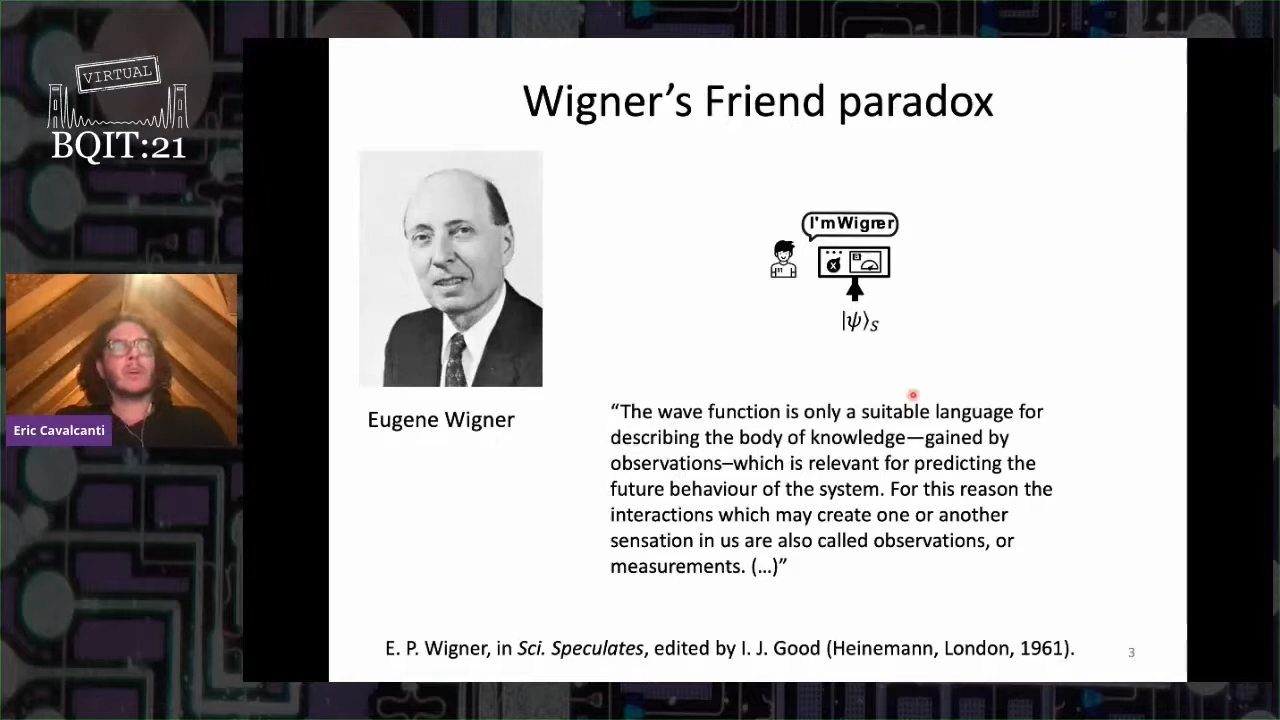 VIRTUAL
BQIT:21
Wigner's Friend paradox
I'm Wigner
X
|ψ⟩S
Eric Cavalcanti
Eugene Wigner
“The wave function is only a suitable language for
describing the body of knowledge—gained by
observations–which is relevant for predicting the
future behaviour of the system. For this reason the
interactions which may create one or another
sensation in us are also called observations, or
measurements. (…)”
E. P. Wigner, in Sci. Speculates, edited by I. J. Good (Heinemann, London, 1961).
3